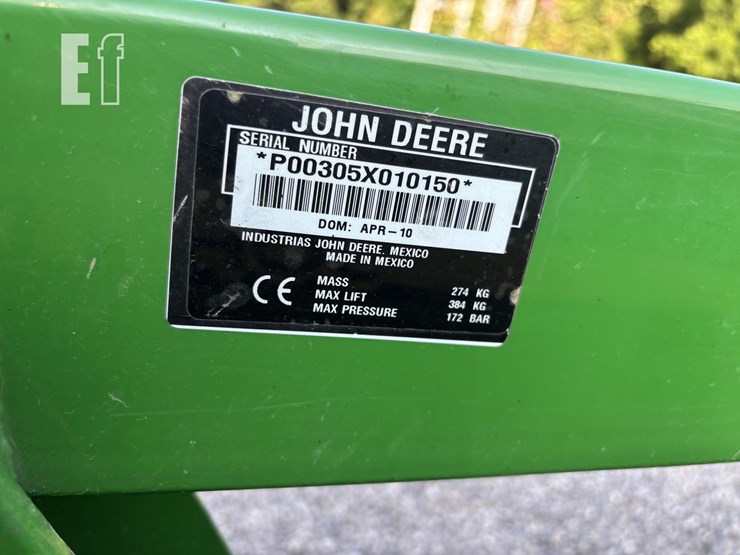 Ef
JOHN DEERE
SERIAL NUMBER
*P00305X010150*
DOM: APR-10
INDUSTRIAS JOHN DEERE, MEXICO
MADE IN MEXICO
CE
MASS 274 KG
MAX LIFT 384 KG
MAX PRESSURE 172 BAR